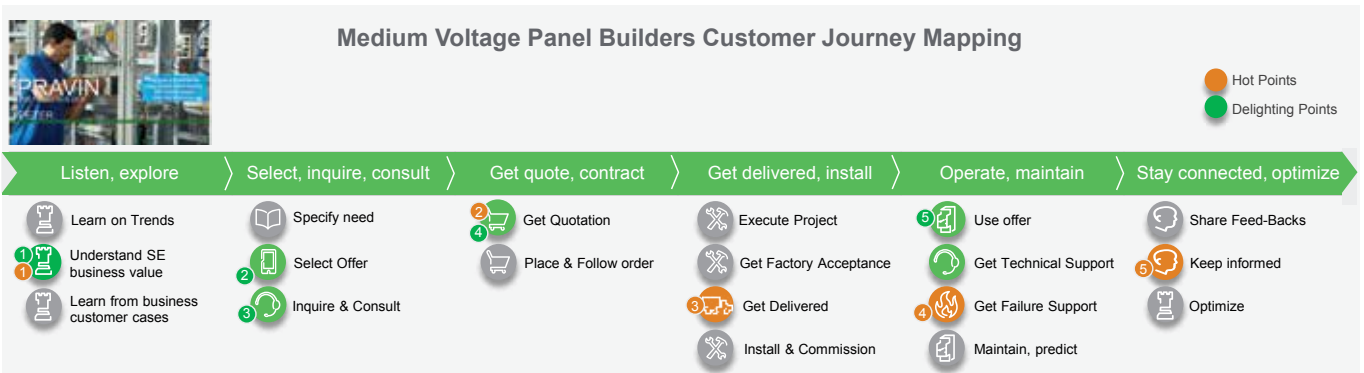 Medium Voltage Panel Builders Customer Journey Mapping
PRAVIN
PETER
Hot Points
Delighting Points
Listen, explore
Select, inquire, consult
Get quote, contract
Get delivered, install
Operate, maintain
Stay connected, optimize
Learn on Trends
1
1
Understand SE
business value
Learn from business
customer cases
Specify need
2
Select Offer
3
Inquire & Consult
2
4
Get Quotation
Place & Follow order
Execute Project
Get Factory Acceptance
3
Get Delivered
Install & Commission
5
Use offer
Get Technical Support
4
Get Failure Support
Maintain, predict
Share Feed-Backs
5
Keep informed
Optimize